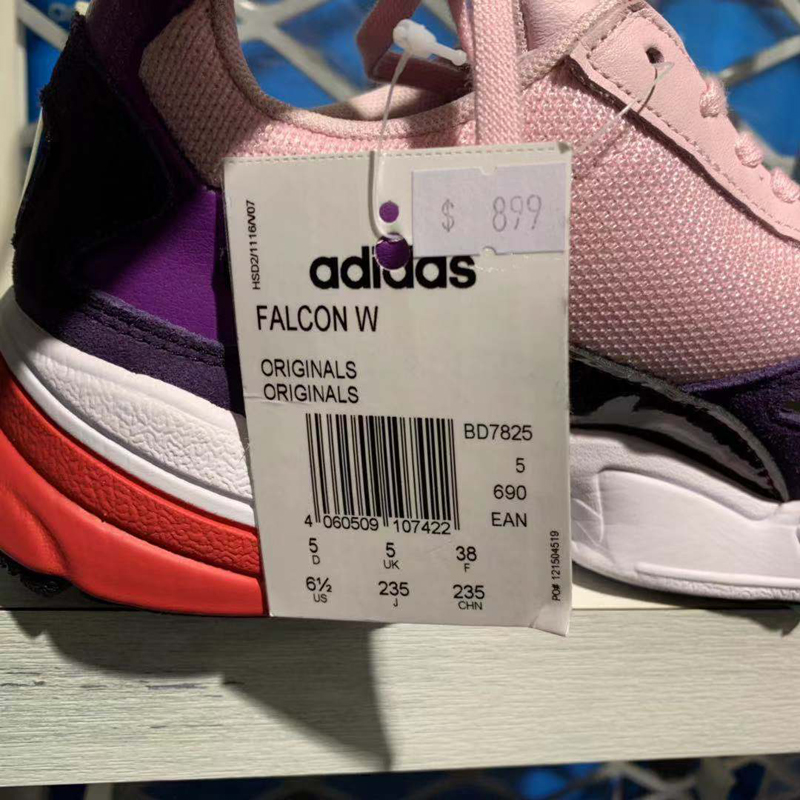 $ 899
HSD2/1116/V07
adidas
FALCON W
ORIGINALS
ORIGINALS
BD7825
5
690
EAN
4 060509 107422
5 5 38
D UK F
6½ 235 235
US J CHN
PO# 121504519